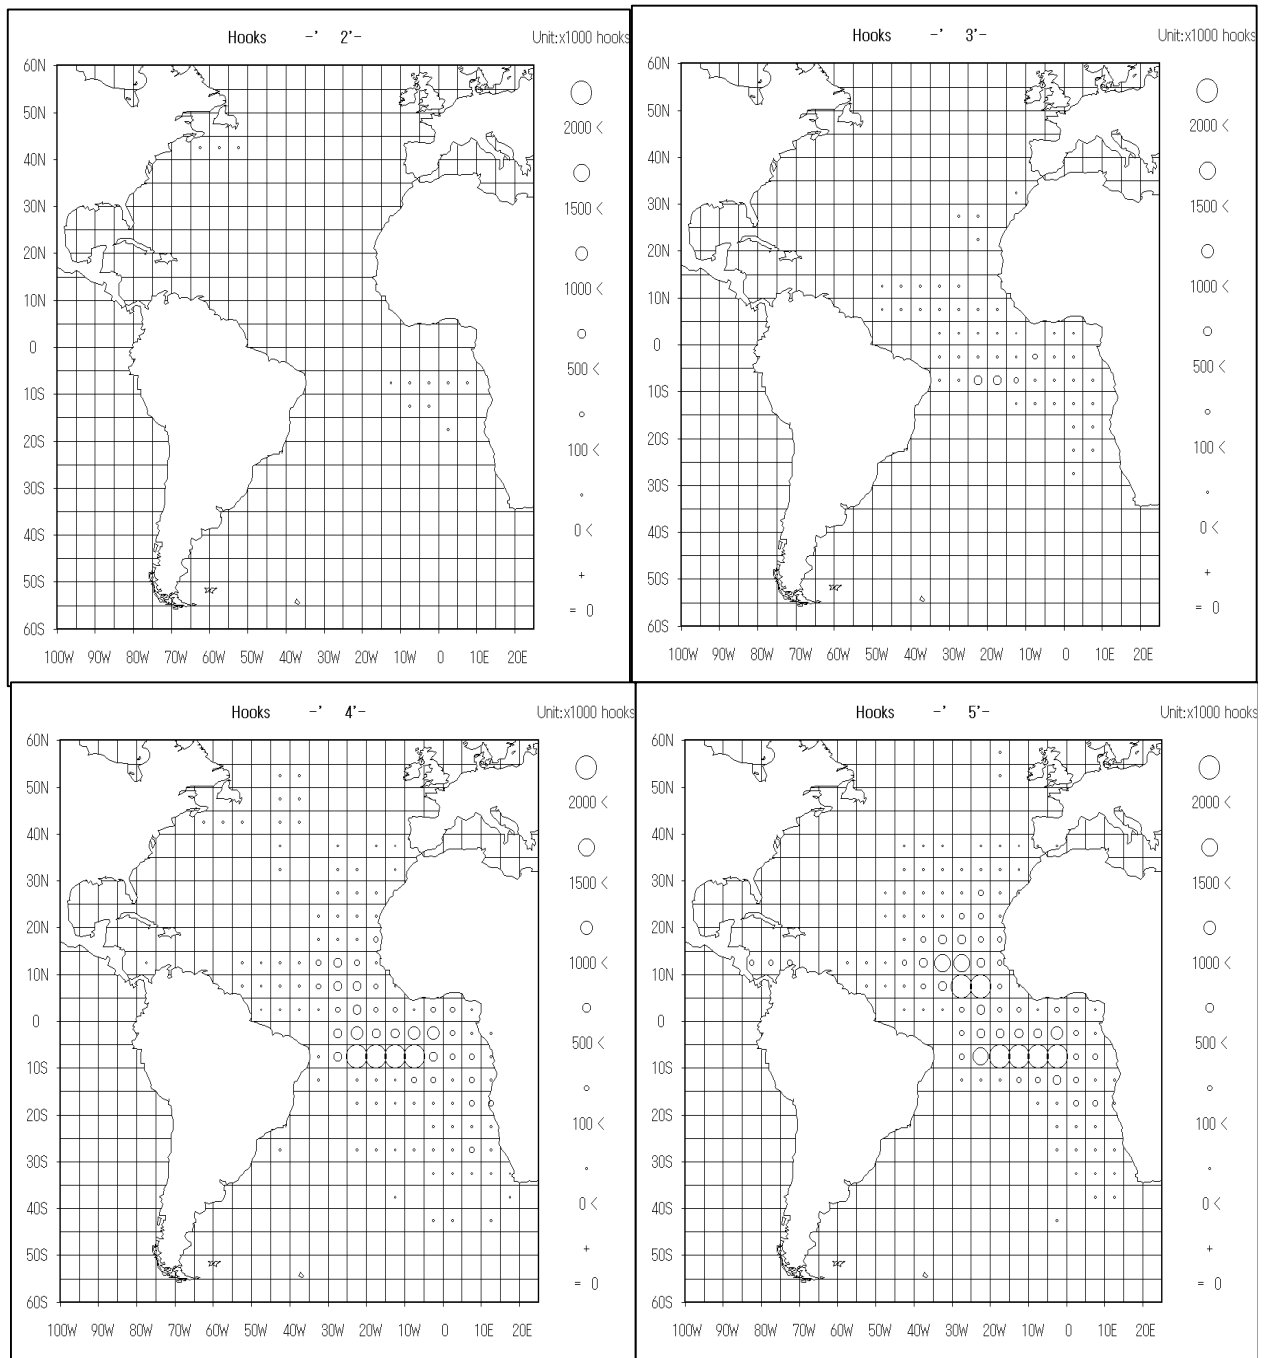 Hooks -' 2'- Unit:x1000 hooks
60N
50N
40N
30N
20N
10N
0
10S
20S
30S
40S
50S
60S
100W 90W 80W 70W 60W 50W 40W 30W 20W 10W 0 10E 20E
2000 <
1500 <
1000 <
500 <
100 <
0 <
+
= 0
Hooks -' 3'- Unit:x1000 hooks
60N
50N
40N
30N
20N
10N
0
10S
20S
30S
40S
50S
60S
100W 90W 80W 70W 60W 50W 40W 30W 20W 10W 0 10E 20E
2000 <
1500 <
1000 <
500 <
100 <
0 <
+
= 0
Hooks -' 4'- Unit:x1000 hooks
60N
50N
40N
30N
20N
10N
0
10S
20S
30S
40S
50S
60S
100W 90W 80W 70W 60W 50W 40W 30W 20W 10W 0 10E 20E
2000 <
1500 <
1000 <
500 <
100 <
0 <
+
= 0
Hooks -' 5'- Unit:x1000 hooks
60N
50N
40N
30N
20N
10N
0
10S
20S
30S
40S
50S
60S
100W 90W 80W 70W 60W 50W 40W 30W 20W 10W 0 10E 20E
2000 <
1500 <
1000 <
500 <
100 <
0 <
+
= 0